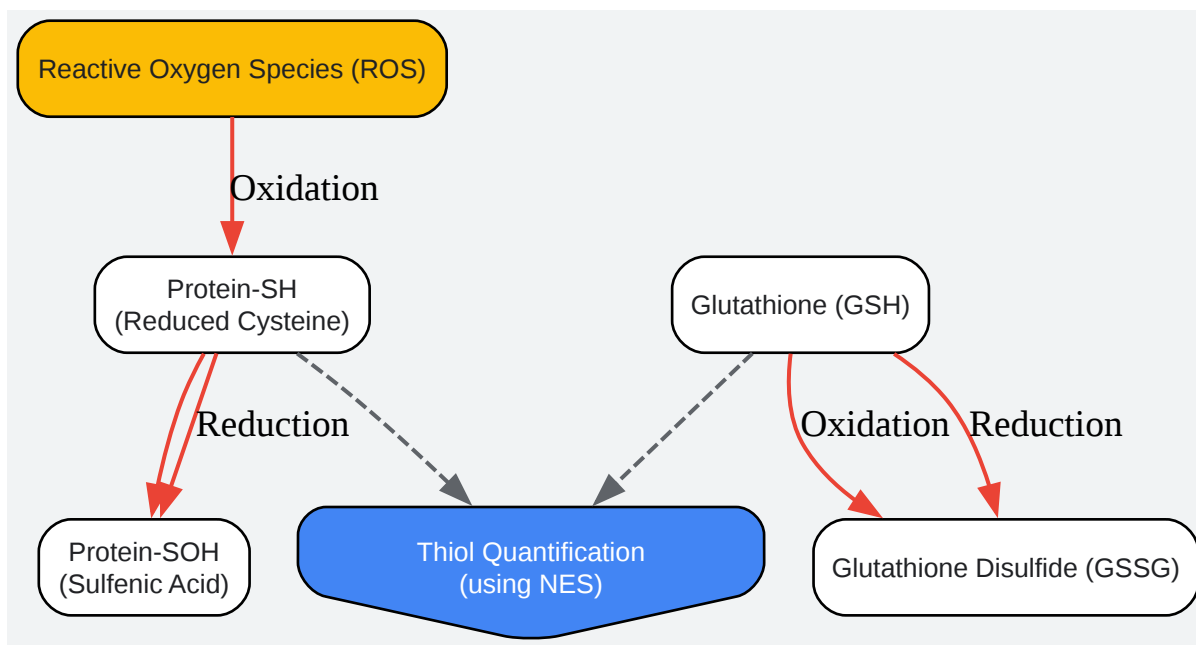 Reactive Oxygen Species (ROS)
Oxidation
Protein-SH
(Reduced Cysteine)
Glutathione (GSH)
Reduction
Oxidation
Reduction
Protein-SOH
(Sulfenic Acid)
Thiol Quantification
(using NES)
Glutathione Disulfide (GSSG)